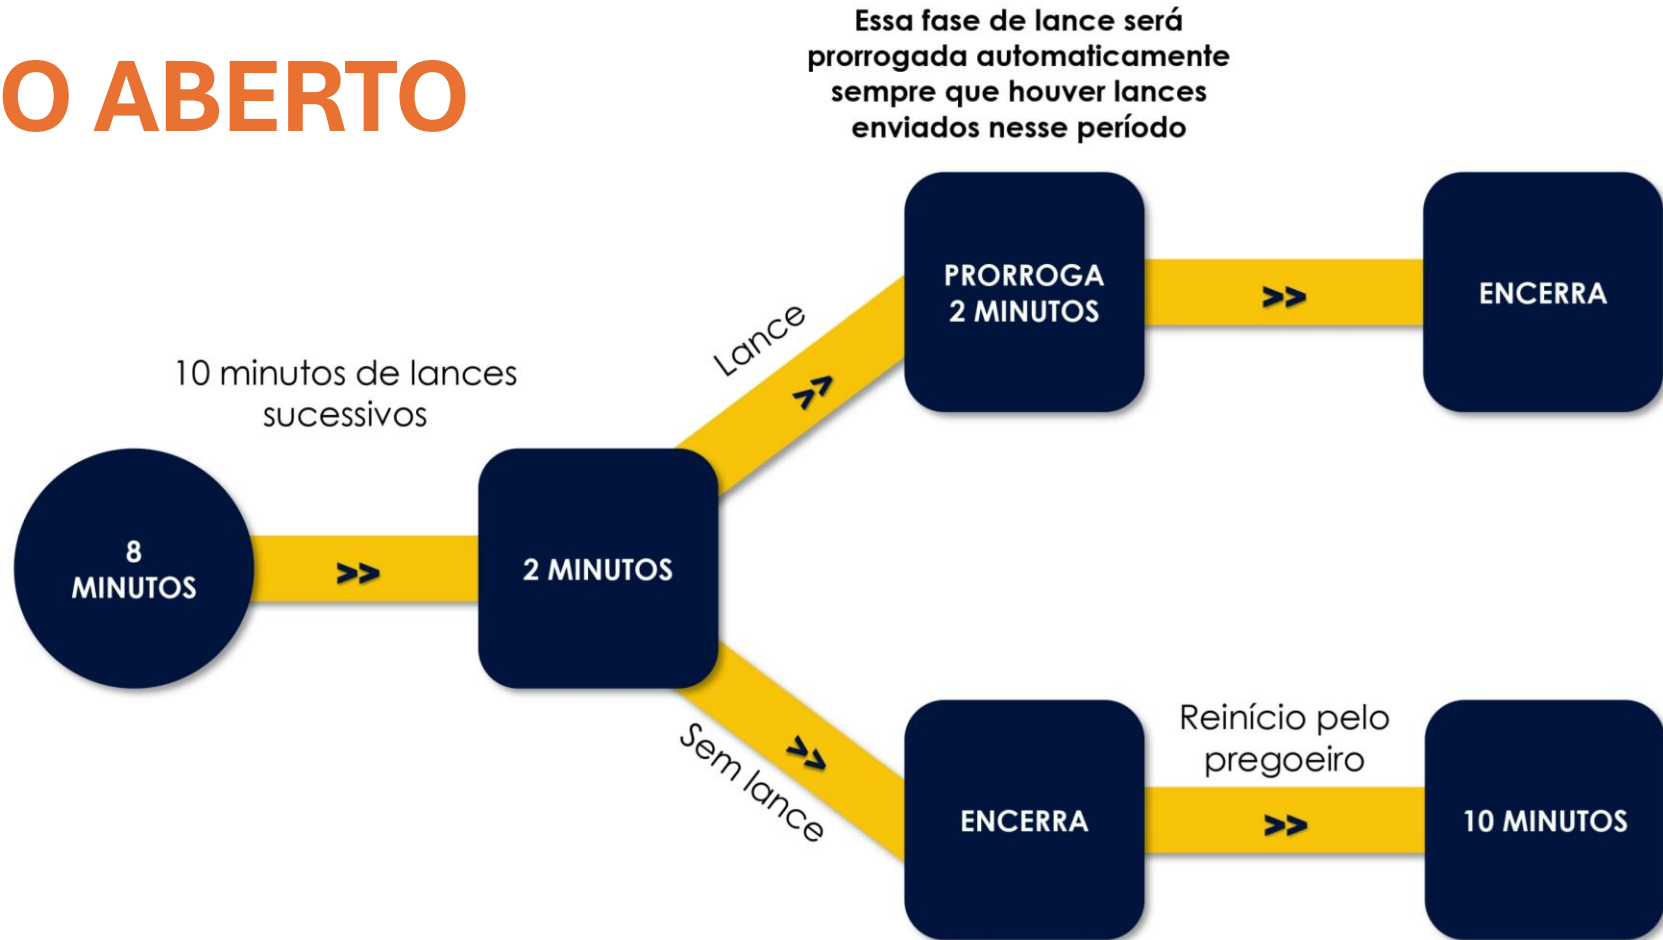 O ABERTO
Essa fase de lance será
prorrogada automaticamente
sempre que houver lances
enviados nesse período
10 minutos de lances
sucessivos
8
MINUTOS
>>
2 MINUTOS
Lance
>>
PRORROGA
2 MINUTOS
>>
ENCERRA
Sem lance
>>
ENCERRA
Reinício pelo
pregoeiro
>>
10 MINUTOS